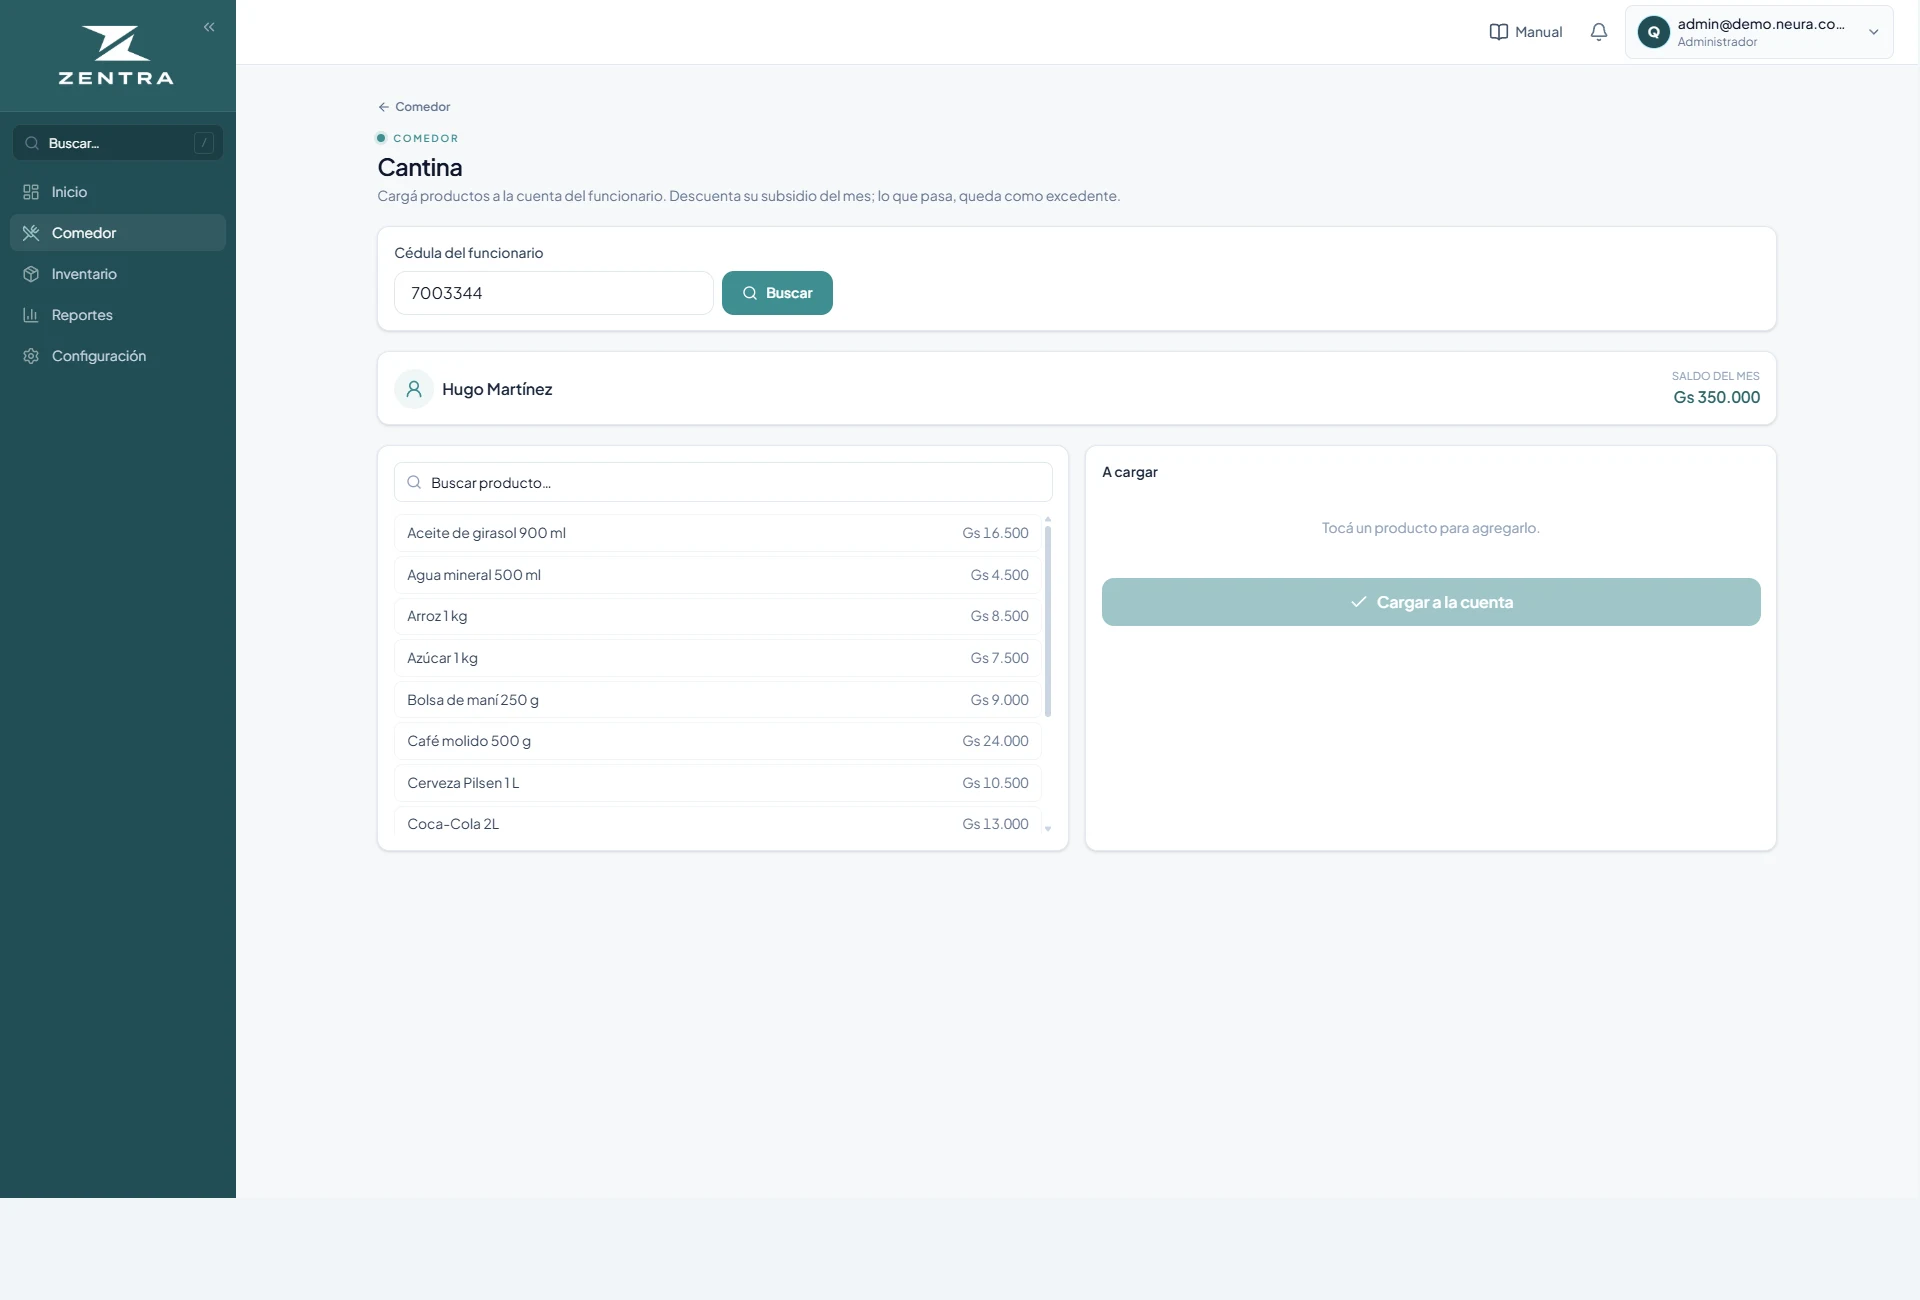 ZENTRA
Buscar...
/
Inicio
Comedor
Inventario
Reportes
Configuración
Manual
Q
admin@demo.neura.co...
Administrador
Comedor
COMEDOR
Cantina
Cargá productos a la cuenta del funcionario. Descuenta su subsidio del mes; lo que pasa, queda como excedente.
Cédula del funcionario
7003344
Buscar
Hugo Martínez
SALDO DEL MES
Gs 350.000
Buscar producto...
Aceite de girasol 900 ml Gs 16.500
Agua mineral 500 ml Gs 4.500
Arroz 1 kg Gs 8.500
Azúcar 1 kg Gs 7.500
Bolsa de maní 250 g Gs 9.000
Café molido 500 g Gs 24.000
Cerveza Pilsen 1 L Gs 10.500
Coca-Cola 2L Gs 13.000
A cargar
Tocá un producto para agregarlo.
Cargar a la cuenta